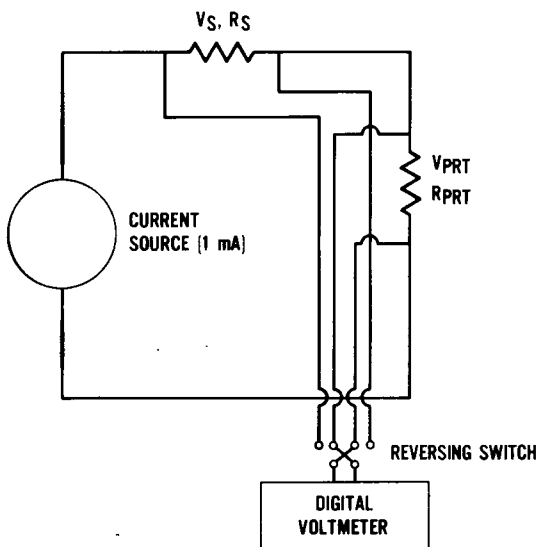 VS, RS
VPRT
RPRT
CURRENT
SOURCE (1 mA)
REVERSING SWITCH
DIGITAL
VOLTMETER